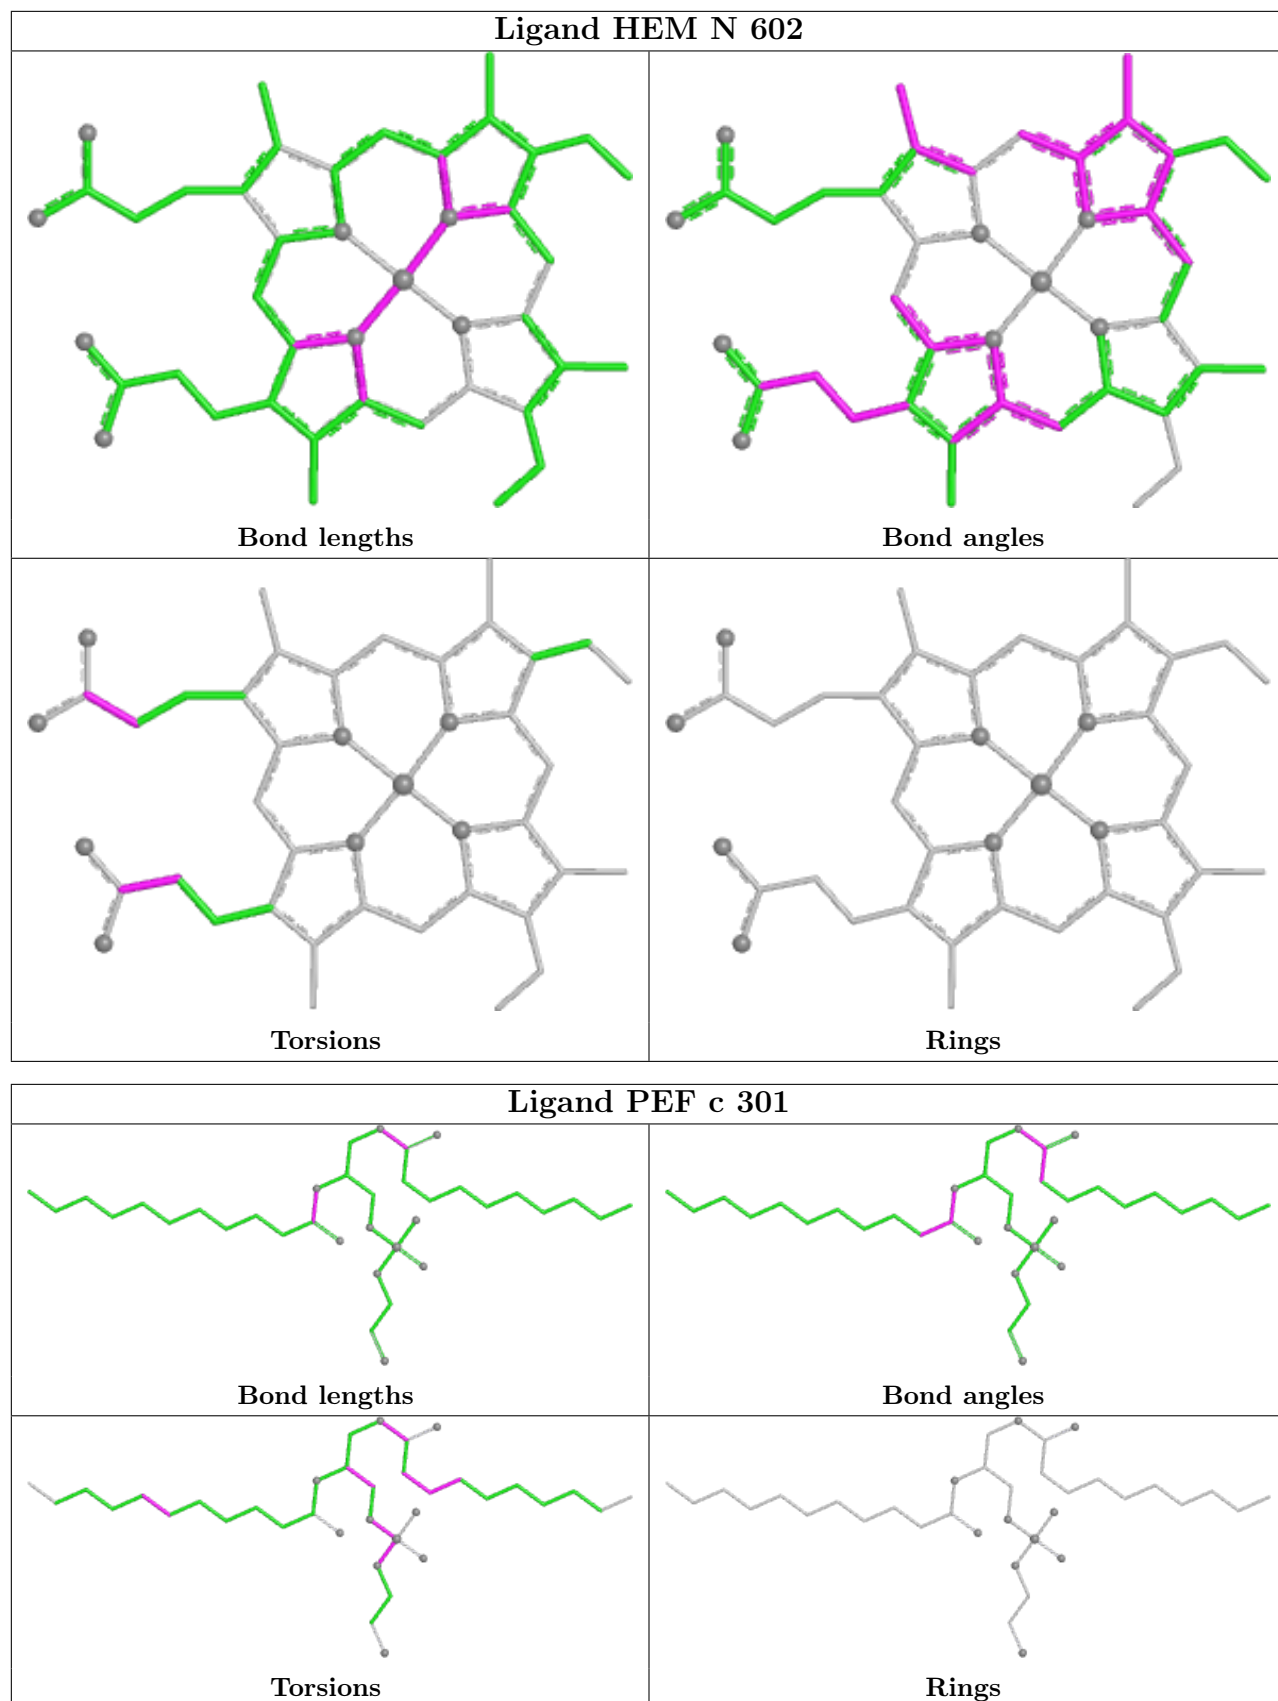 Ligand HEM N 602
Bond lengths
Bond angles
Torsions
Rings
Ligand PEF c 301
Bond lengths
Bond angles
Torsions
Rings